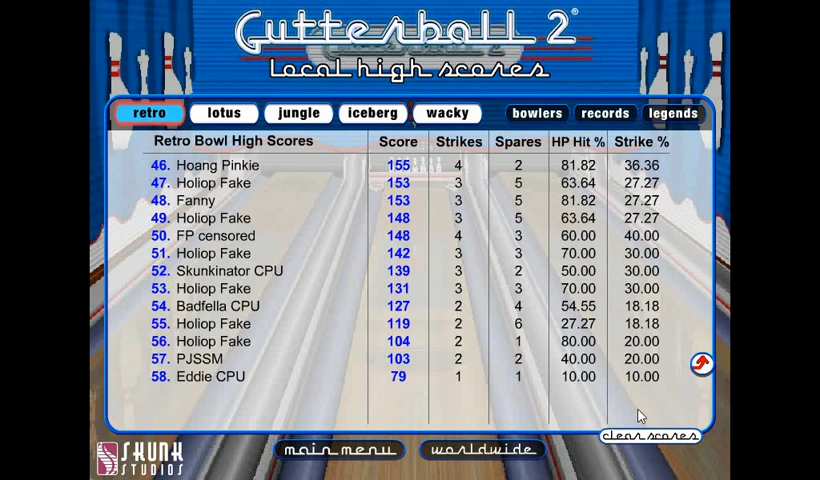 Gutterball 2®
local high scores
retro lotus jungle iceberg wacky bowlers records legends
Retro Bowl High Scores Score Strikes Spares HP Hit % Strike %
46. Hoang Pinkie 155 4 2 81.82 36.36
47. Holiop Fake 153 3 5 63.64 27.27
48. Fanny 153 3 5 81.82 27.27
49. Holiop Fake 148 3 5 63.64 27.27
50. FP censored 148 4 3 60.00 40.00
51. Holiop Fake 142 3 3 70.00 30.00
52. Skunkinator CPU 139 3 2 50.00 30.00
53. Holiop Fake 131 3 3 70.00 30.00
54. Badfella CPU 127 2 4 54.55 18.18
55. Holiop Fake 119 2 6 27.27 18.18
56. Holiop Fake 104 2 1 80.00 20.00
57. PJSSM 103 2 2 40.00 20.00
58. Eddie CPU 79 1 1 10.00 10.00
clear scores
SKUNK STUDIOS
main menu worldwide